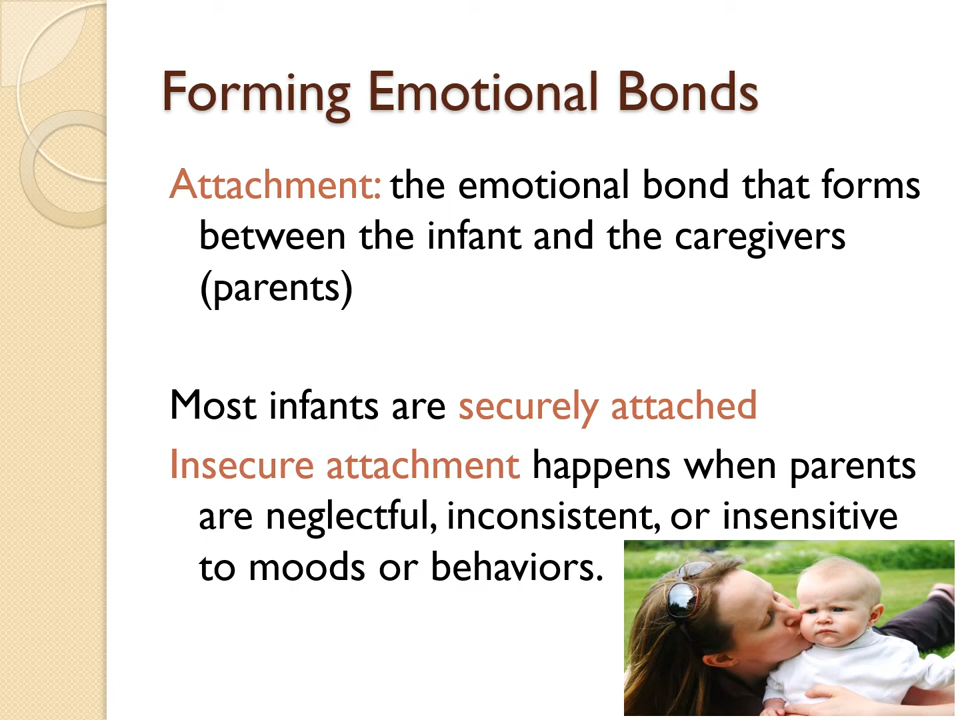 Forming Emotional Bonds
Attachment: the emotional bond that forms
between the infant and the caregivers
(parents)
Most infants are securely attached
Insecure attachment happens when parents
are neglectful, inconsistent, or insensitive
to moods or behaviors.